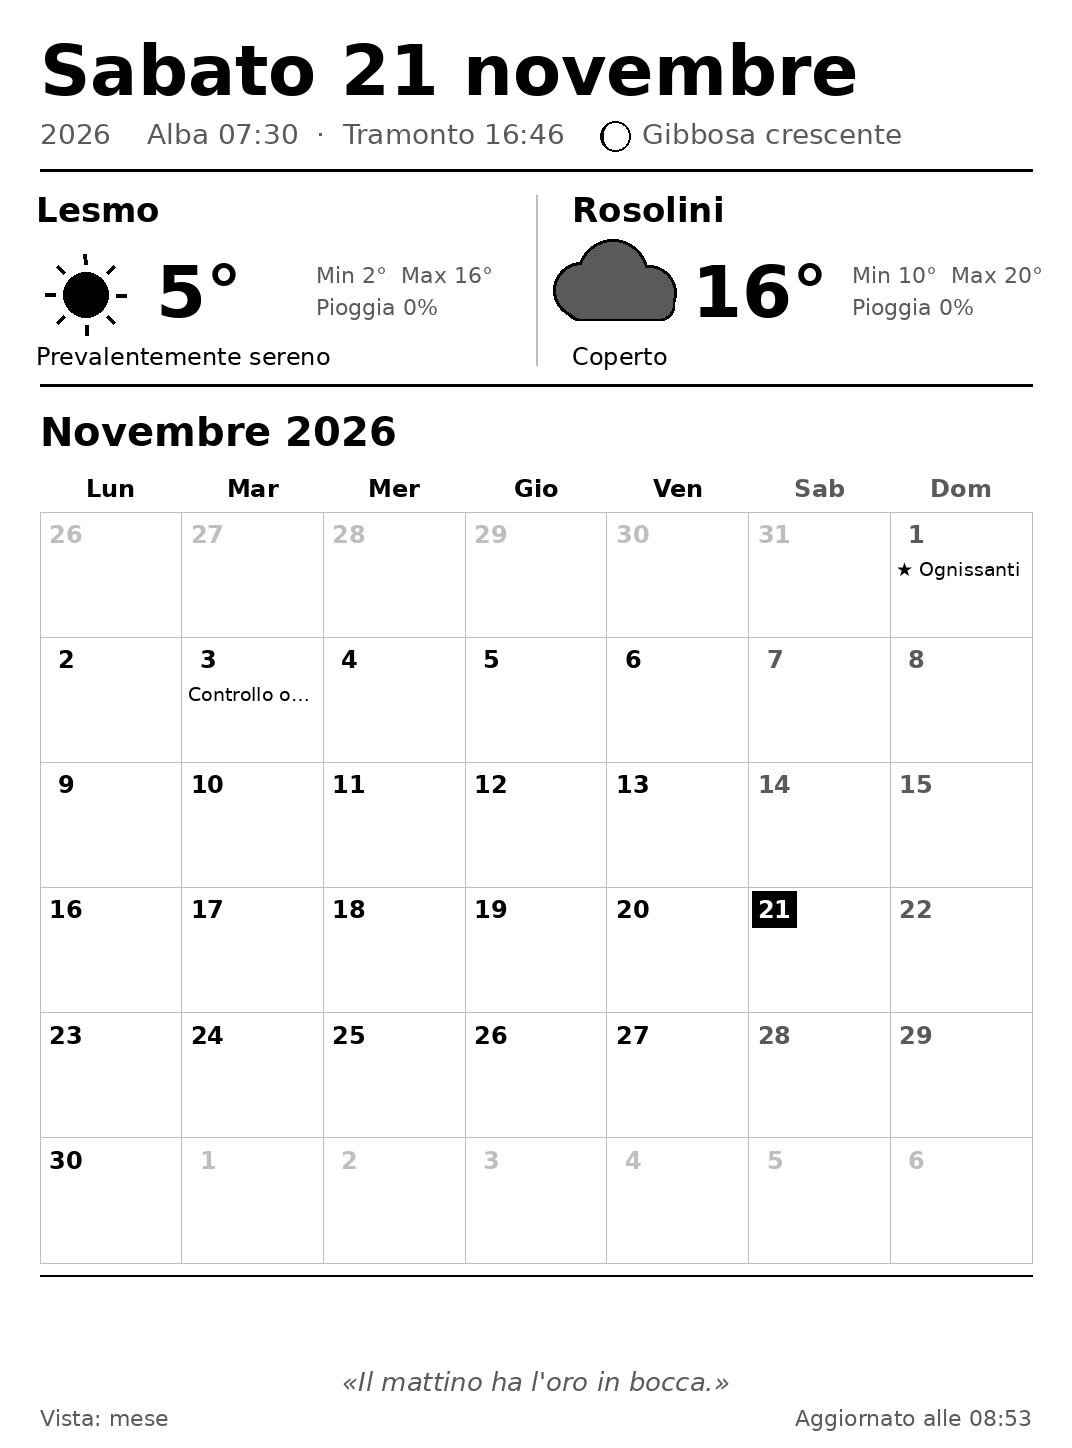 Sabato 21 novembre
2026 Alba 07:30 · Tramonto 16:46 Gibbosa crescente
Lesmo
5°
Min 2° Max 16°
Pioggia 0%
Prevalentemente sereno
Rosolini
16°
Min 10° Max 20°
Pioggia 0%
Coperto
Novembre 2026
Lun Mar Mer Gio Ven Sab Dom
26 27 28 29 30 31 1
★ Ognissanti
2 3 4 5 6 7 8
Controllo o…
9 10 11 12 13 14 15
16 17 18 19 20 21 22
23 24 25 26 27 28 29
30 1 2 3 4 5 6
«Il mattino ha l'oro in bocca.»
Vista: mese Aggiornato alle 08:53